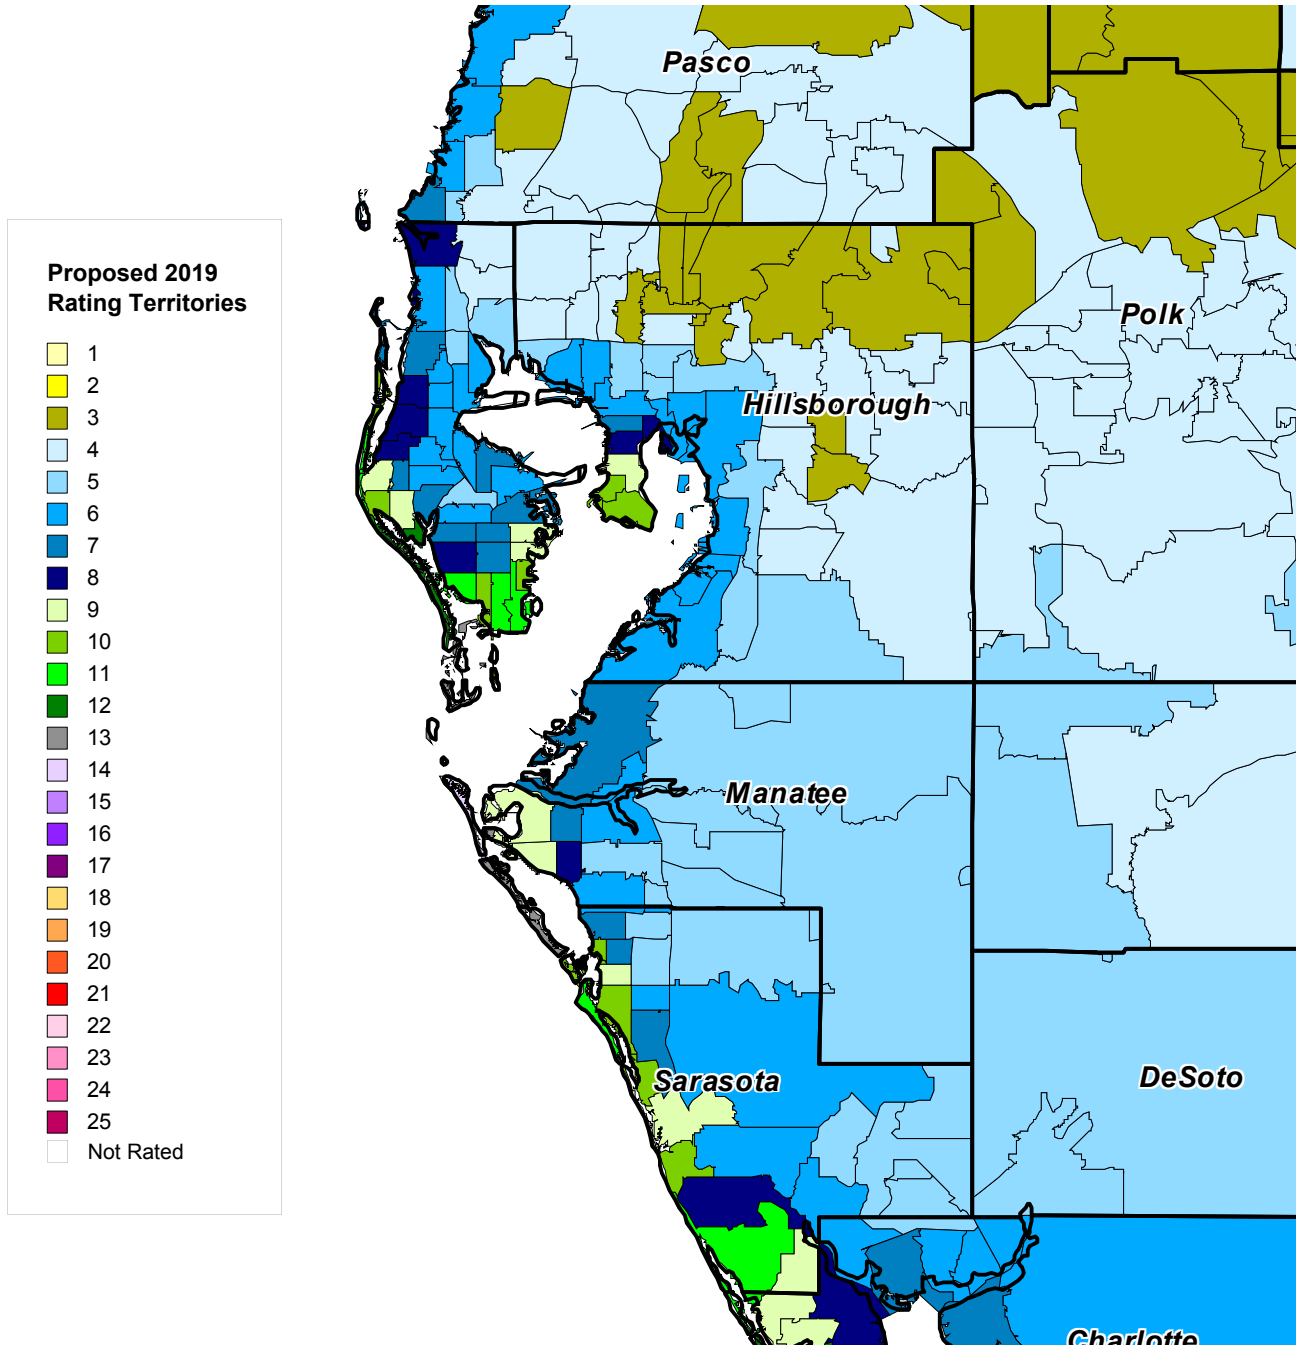 Pasco
Proposed 2019
Rating Territories
Polk
1
2
3
4
Hillsborough
5
6
7
8
9
10
11
12
13
14
15
Manatee
16
17
18
19
20
21
22
23
Sarasota
DeSoto
24
25
Not Rated
Charlotte